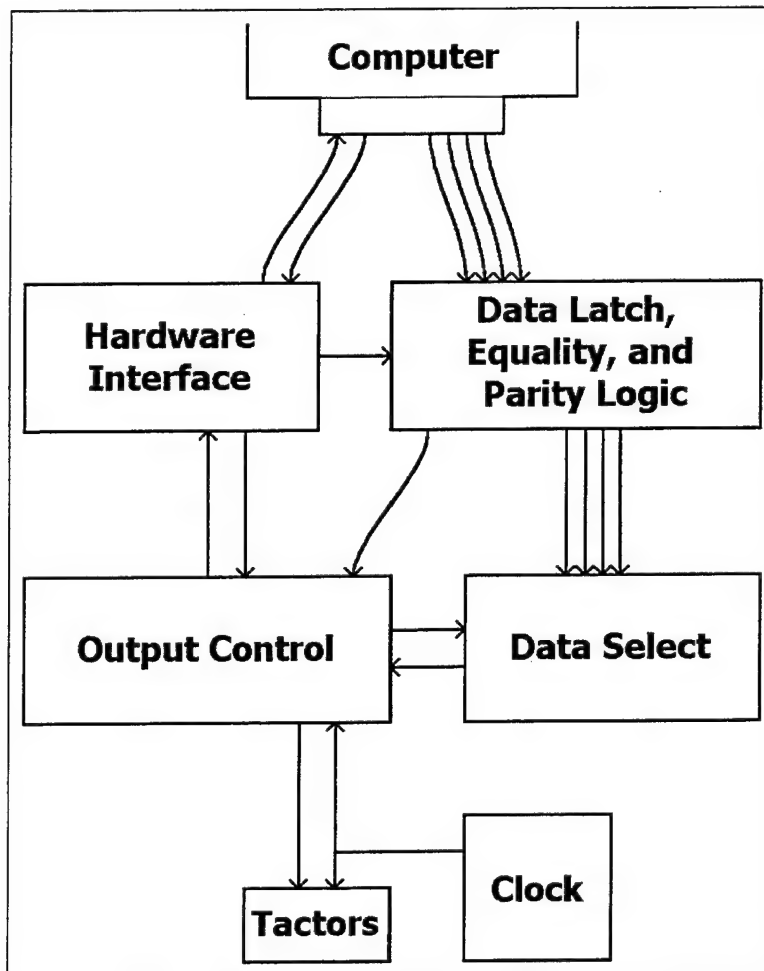 Computer
Hardware
Interface
Data Latch,
Equality, and
Parity Logic
Output Control
Data Select
Tactors
Clock